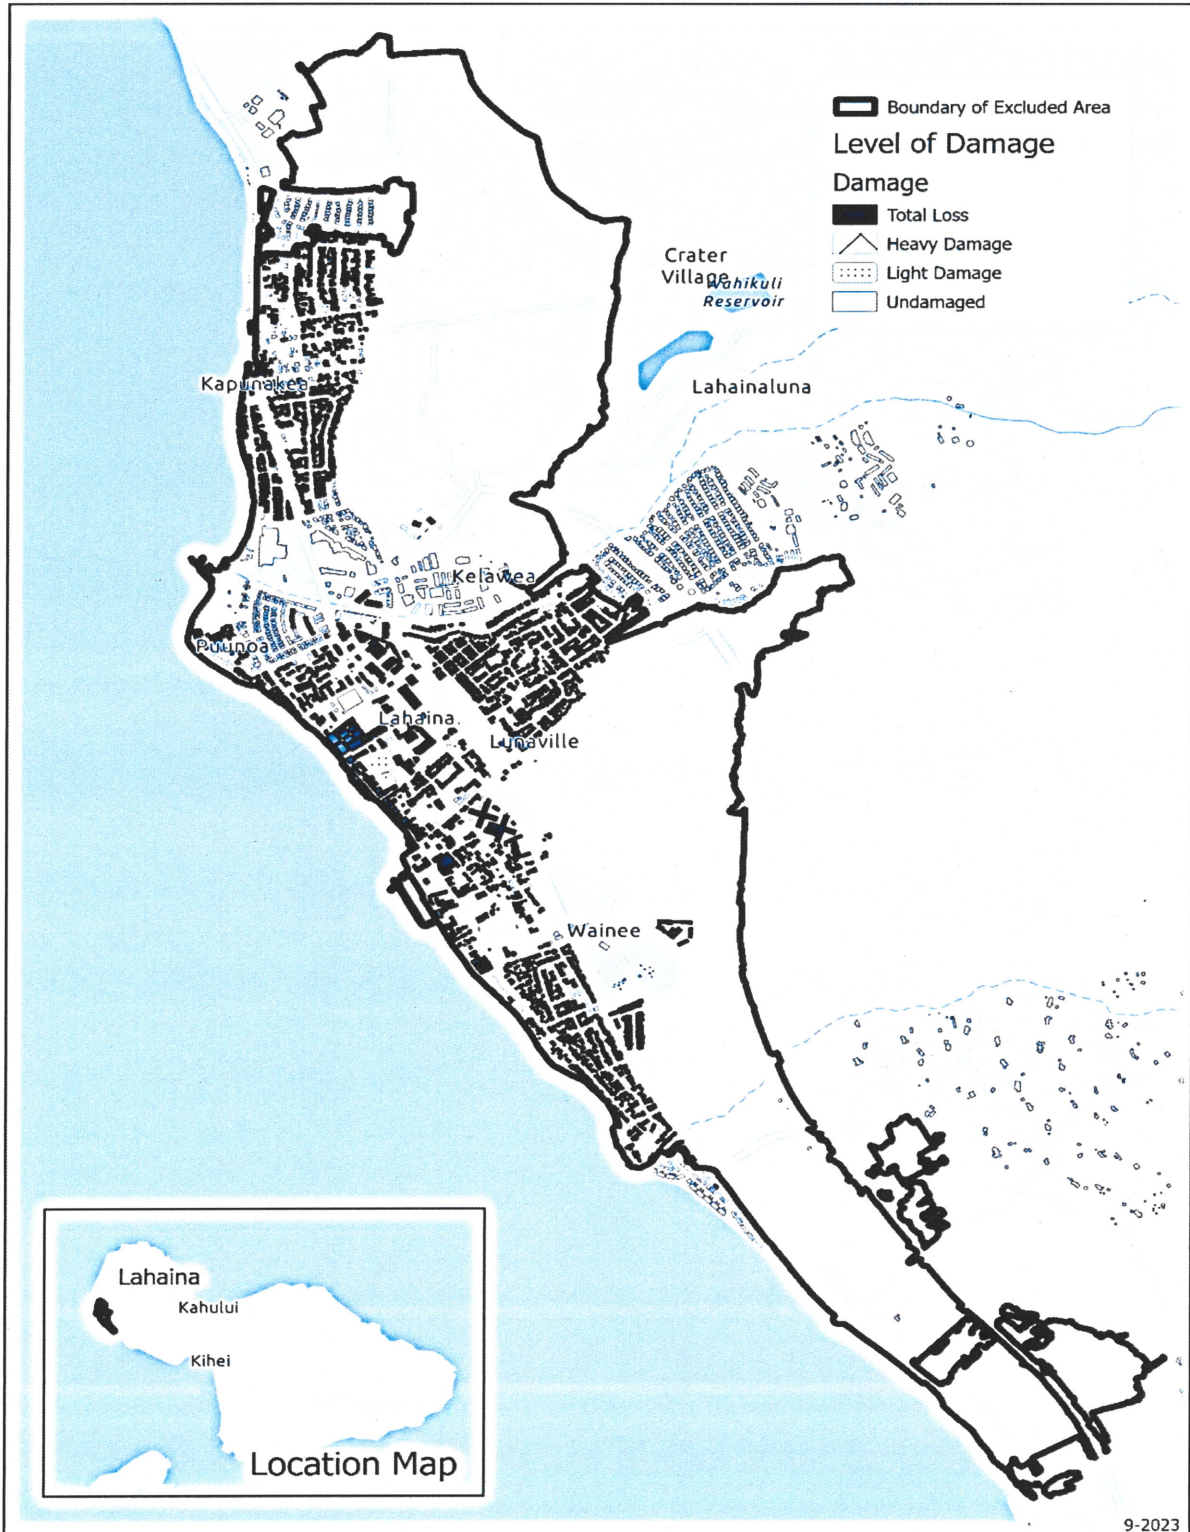 Boundary of Excluded Area
Level of Damage
Damage
Total Loss
Heavy Damage
Light Damage
Undamaged
Crater
Village
Wahikuli
Reservoir
Lahainaluna
Kapunakea
Kelawea
Puunoa
Lahaina
Lunaville
Wainee
Lahaina
Kahului
Kihei
Location Map
9-2023